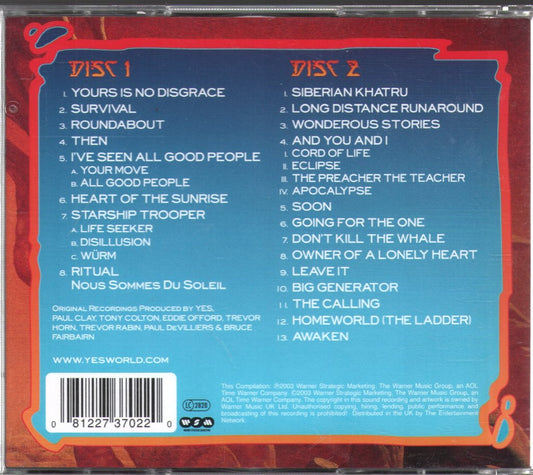 DISC 1
1. YOURS IS NO DISGRACE
2. SURVIVAL
3. ROUNDABOUT
4. THEN
5. I'VE SEEN ALL GOOD PEOPLE
A. YOUR MOVE
B. ALL GOOD PEOPLE
6. HEART OF THE SUNRISE
7. STARSHIP TROOPER
A. LIFE SEEKER
B. DISILLUSION
C. WÜRM
8. RITUAL
NOUS SOMMES DU SOLEIL
ORIGINAL RECORDINGS PRODUCED BY YES,
PAUL CLAY, TONY COLTON, EDDIE OFFORD, TREVOR
HORN, TREVOR RABIN, PAUL DEVILLIERS & BRUCE
FAIRBAIRN
WWW.YESWORLD.COM
DISC 2
1. SIBERIAN KHATRU
2. LONG DISTANCE RUNAROUND
3. WONDEROUS STORIES
4. AND YOU AND I
I. CORD OF LIFE
II. ECLIPSE
III. THE PREACHER THE TEACHER
IV. APOCALYPSE
5. SOON
6. GOING FOR THE ONE
7. DON'T KILL THE WHALE
8. OWNER OF A LONELY HEART
9. LEAVE IT
10. BIG GENERATOR
11. THE CALLING
12. HOMEWORLD (THE LADDER)
13. AWAKEN
0 81227 37022 0
LC 2828
WSM
This Compilation: ℗2003 Warner Strategic Marketing. The Warner Music Group, an AOL
Time Warner Company. ©2003 Warner Strategic Marketing. The Warner Music Group, an
AOL Time Warner Company. The copyright in this sound recording and artwork is owned by
Warner Music UK Ltd. Unauthorised copying, hiring, lending, public performance and
broadcasting of this recording is prohibited! Distributed in the UK by The Entertainment
Network.